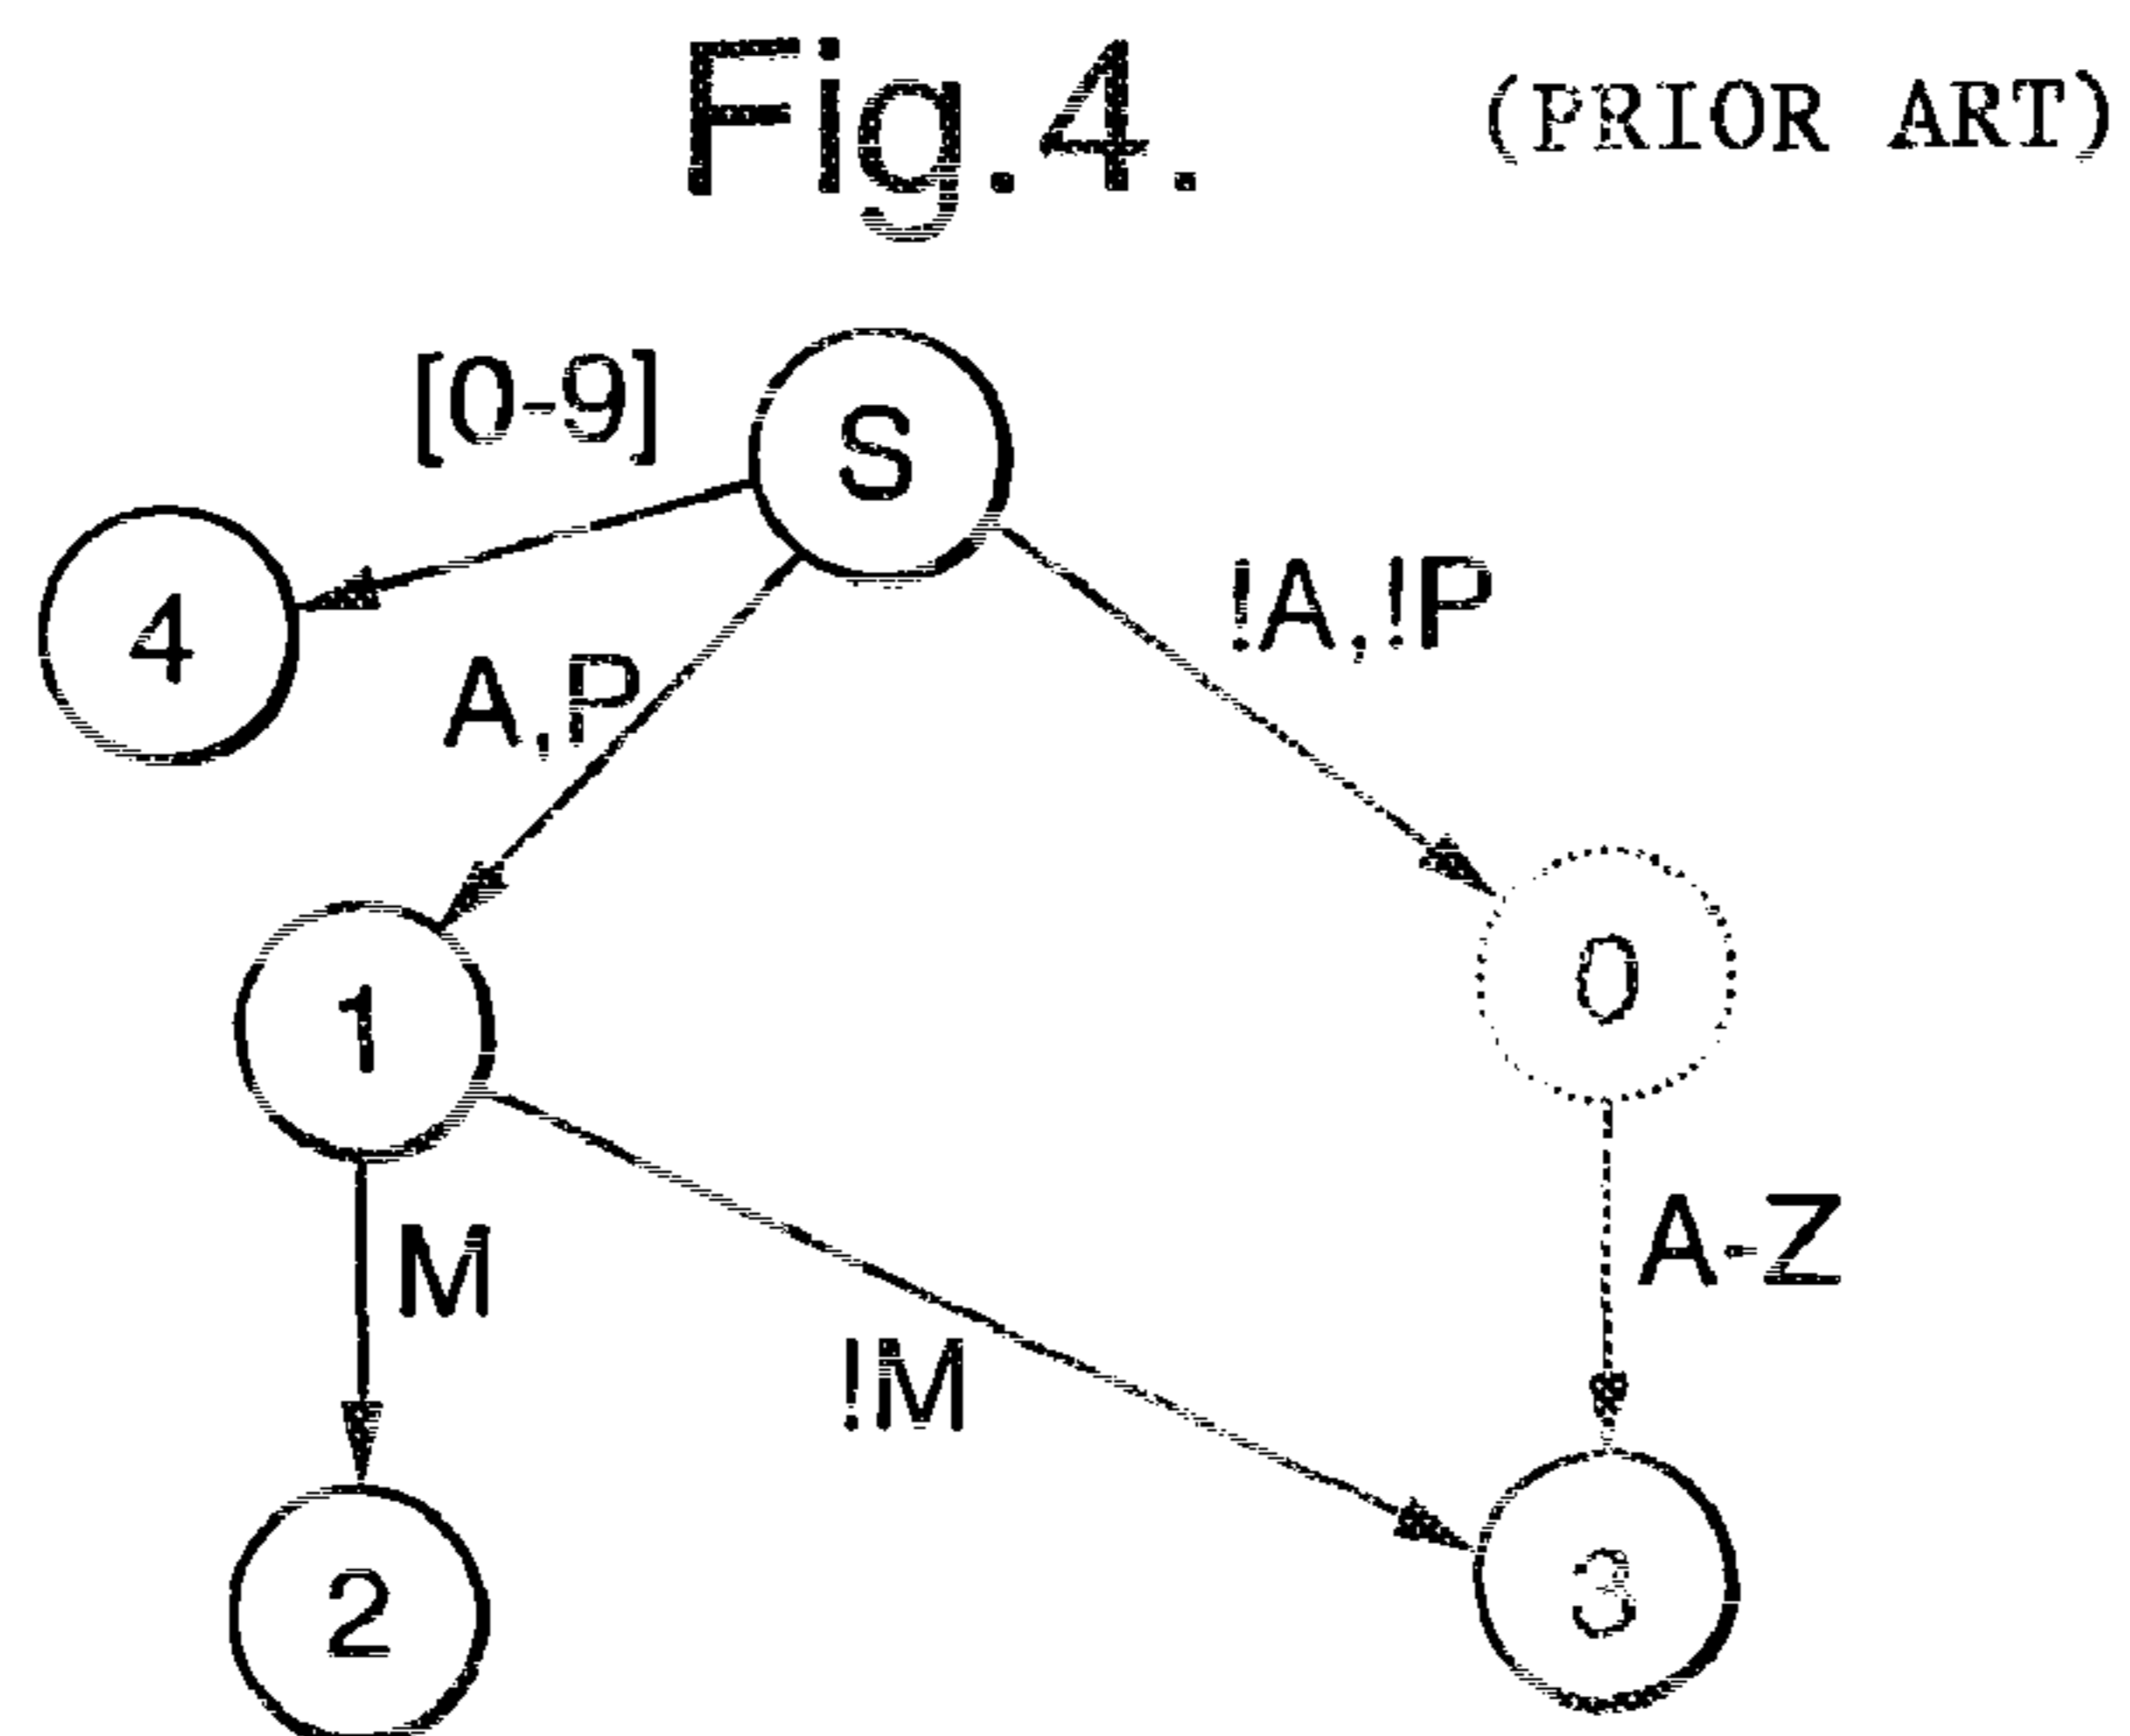 Fig.4. (PRIOR ART)
[0-9]
S
4
!A,!P
A,P
0
1
A-Z
M
!M
3
2